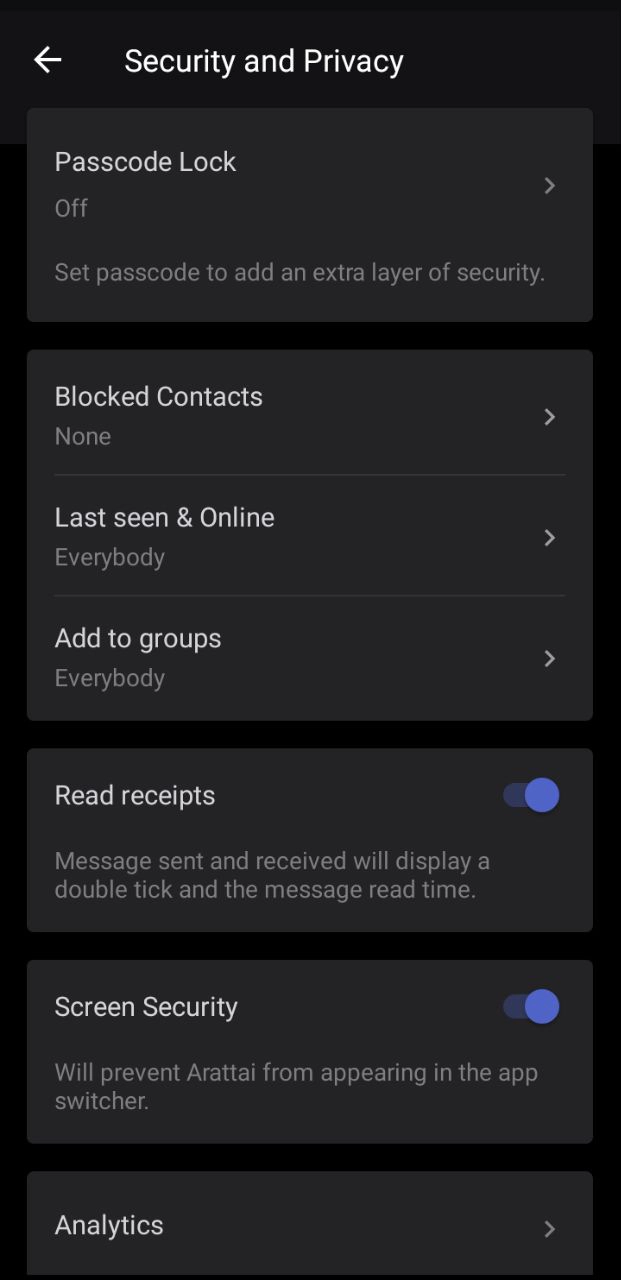 Security and Privacy
Passcode Lock
Off
Set passcode to add an extra layer of security.
Blocked Contacts
None
Last seen & Online
Everybody
Add to groups
Everybody
Read receipts
Message sent and received will display a
double tick and the message read time.
Screen Security
Will prevent Arattai from appearing in the app
switcher.
Analytics